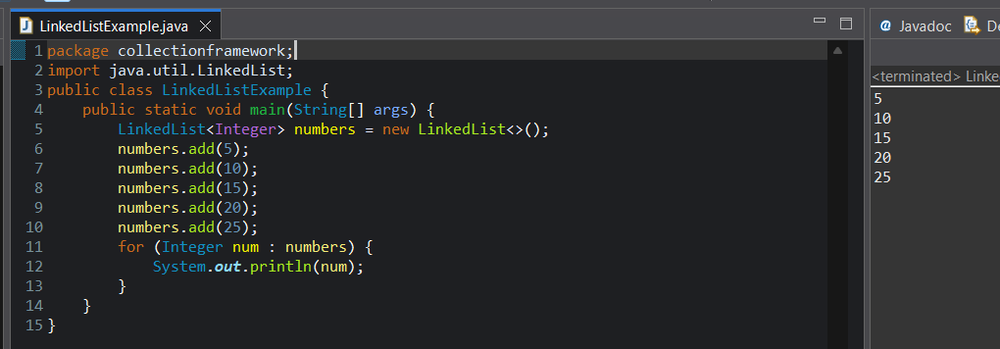 LinkedListExample.java
1 package collectionframework;
2 import java.util.LinkedList;
3 public class LinkedListExample {
4     public static void main(String[] args) {
5         LinkedList<Integer> numbers = new LinkedList<>();
6         numbers.add(5);
7         numbers.add(10);
8         numbers.add(15);
9         numbers.add(20);
10         numbers.add(25);
11         for (Integer num : numbers) {
12             System.out.println(num);
13         }
14     }
15 }
@ Javadoc De
<terminated> Linke
5
10
15
20
25